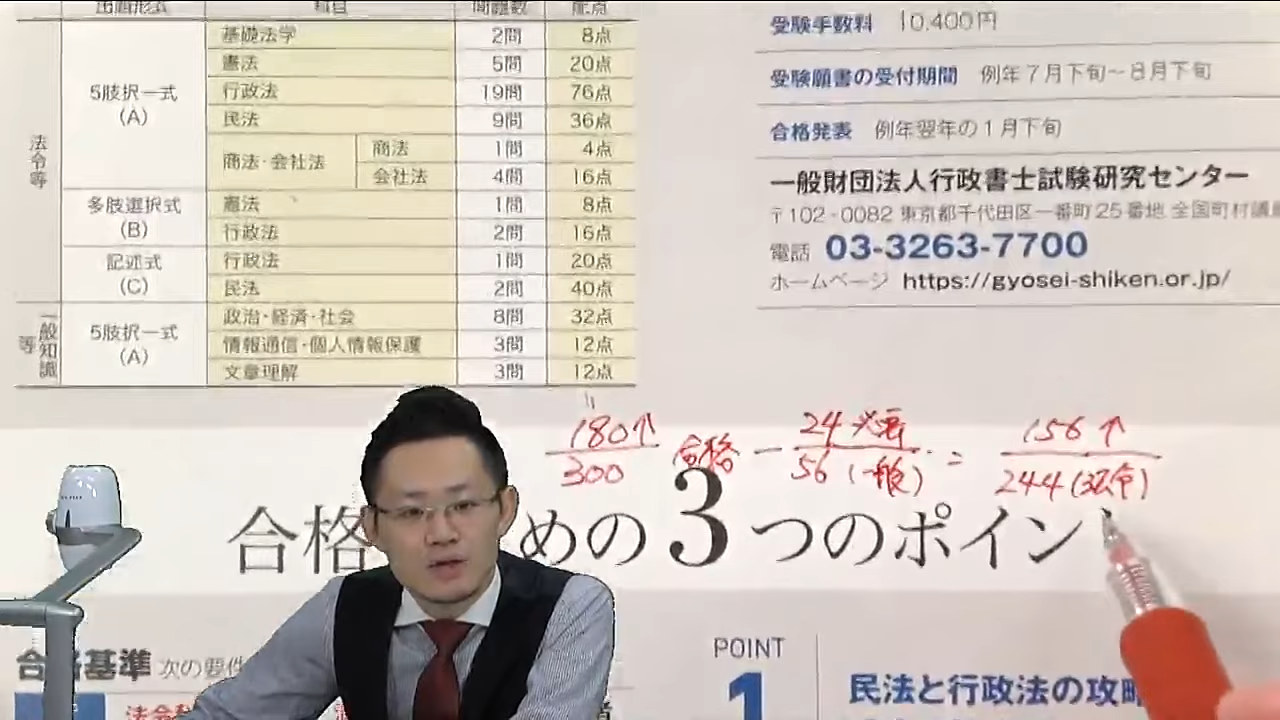 出題形式 科目 問題数 配点
法令等
5肢択一式
(A)
基礎法学 2問 8点
憲法 5問 20点
行政法 19問 76点
民法 9問 36点
商法・会社法 商法 1問 4点
会社法 4問 16点
多肢選択式
(B)
憲法 1問 8点
行政法 2問 16点
記述式
(C)
行政法 1問 20点
民法 2問 40点
一般知識等
5肢択一式
(A)
政治・経済・社会 8問 32点
情報通信・個人情報保護 3問 12点
文章理解 3問 12点
受験手数料 10,400円
受験願書の受付期間 例年7月下旬〜8月下旬
合格発表 例年翌年の1月下旬
一般財団法人行政書士試験研究センター
〒102-0082 東京都千代田区一番町25番地 全国町村議
電話 03-3263-7700
ホームページ https://gyosei-shiken.or.jp/
180↑ 24 必要 156↑
300 合格 − 56 (一般) = 244 (法令)
合格 めの3つのポイン
合格基準 次の要件
POINT
1
民法と行政法の攻略